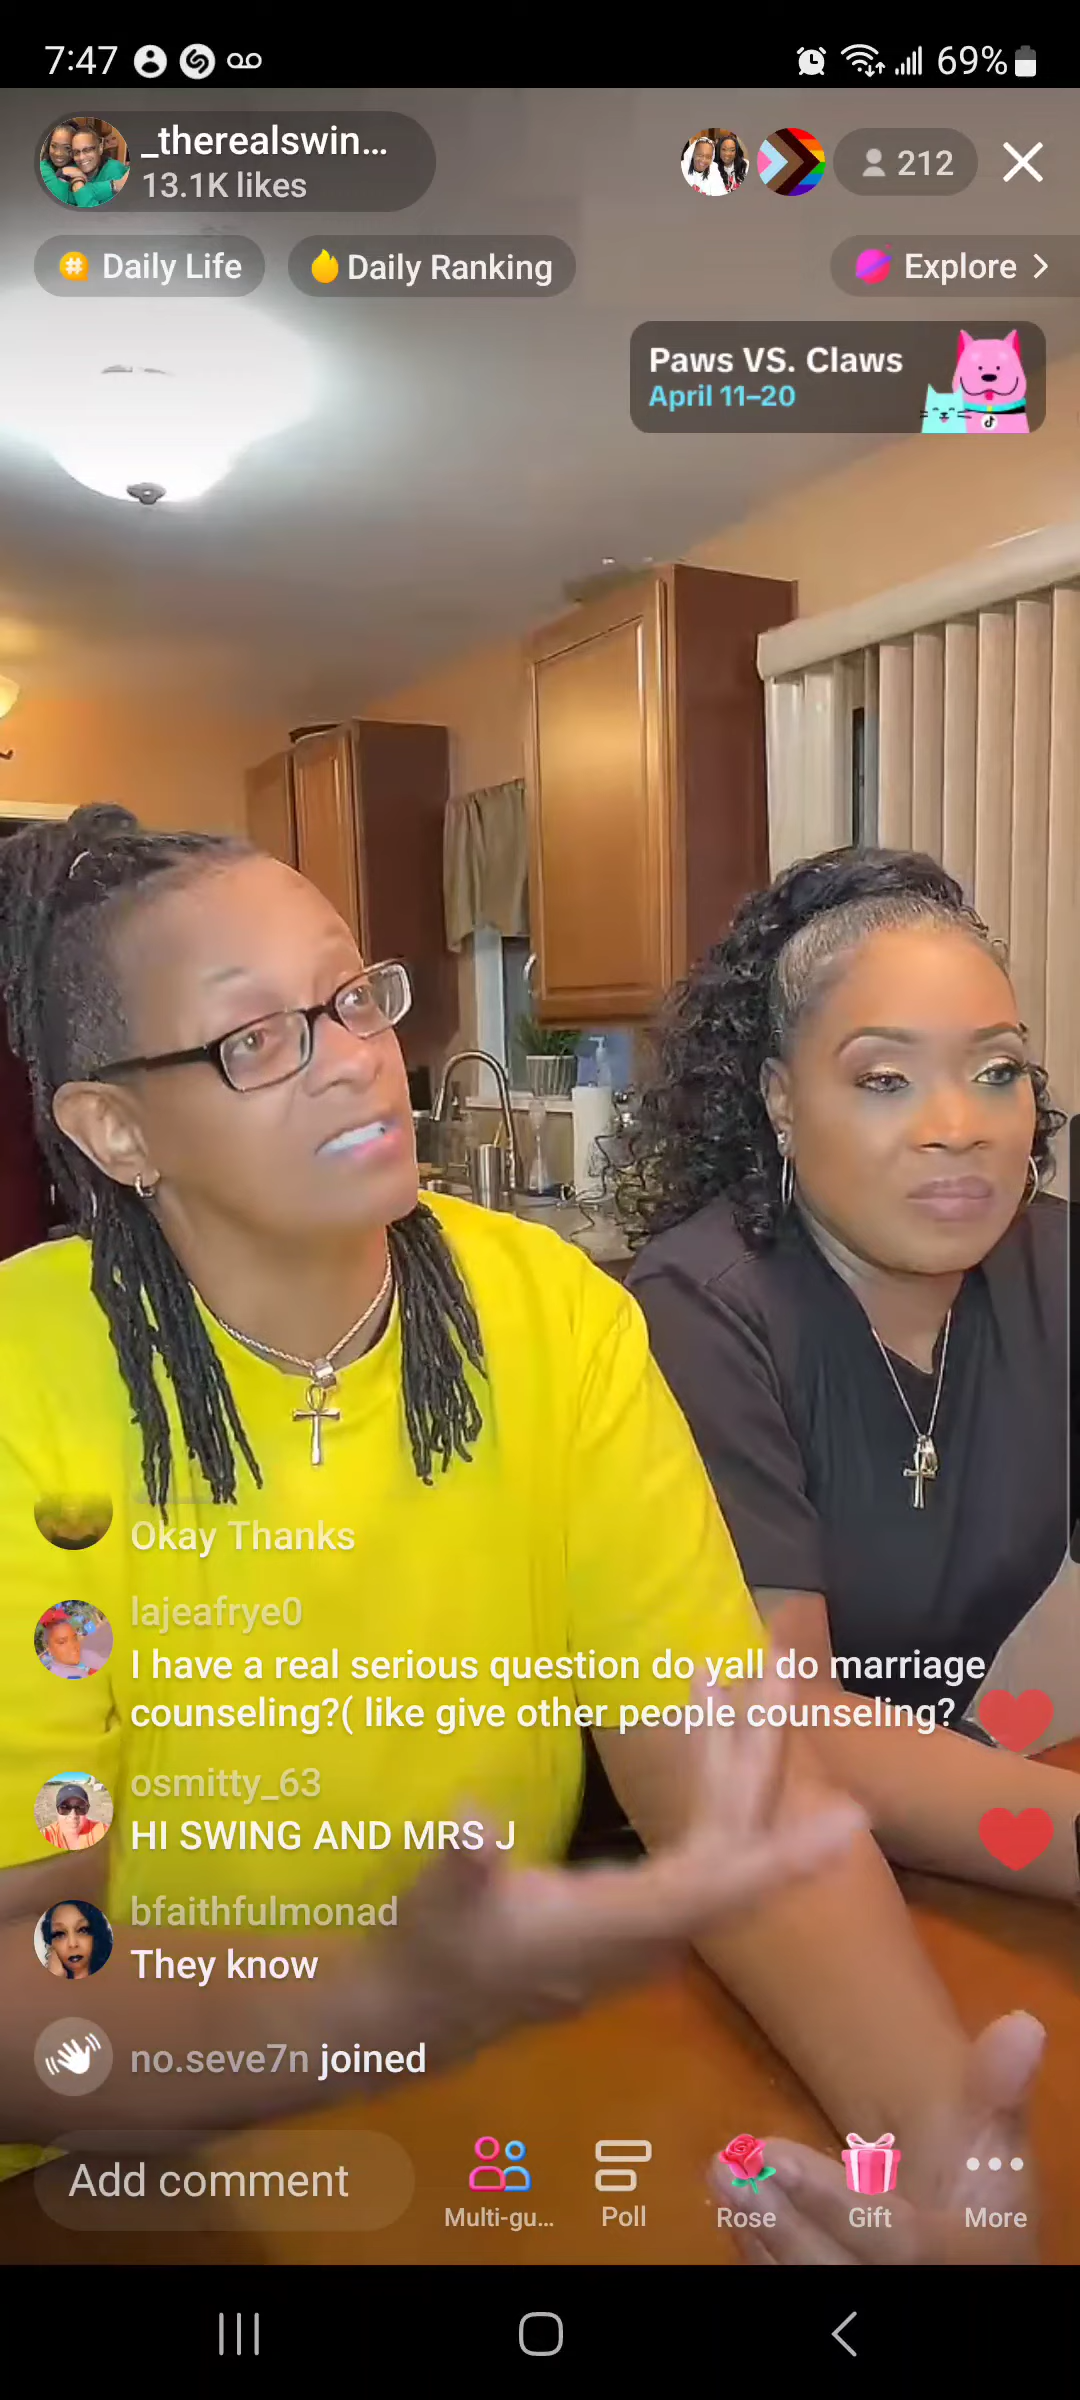 7:47
69%
_therealswin...
13.1K likes
212
Daily Life
Daily Ranking
Explore >
Paws VS. Claws
April 11–20
Okay Thanks
lajeafrye0
I have a real serious question do yall do marriage
counseling?( like give other people counseling?
osmitty_63
HI SWING AND MRS J
bfaithfulmonad
They know
no.seve7n joined
Add comment
Multi-gu...
Poll
Rose
Gift
More